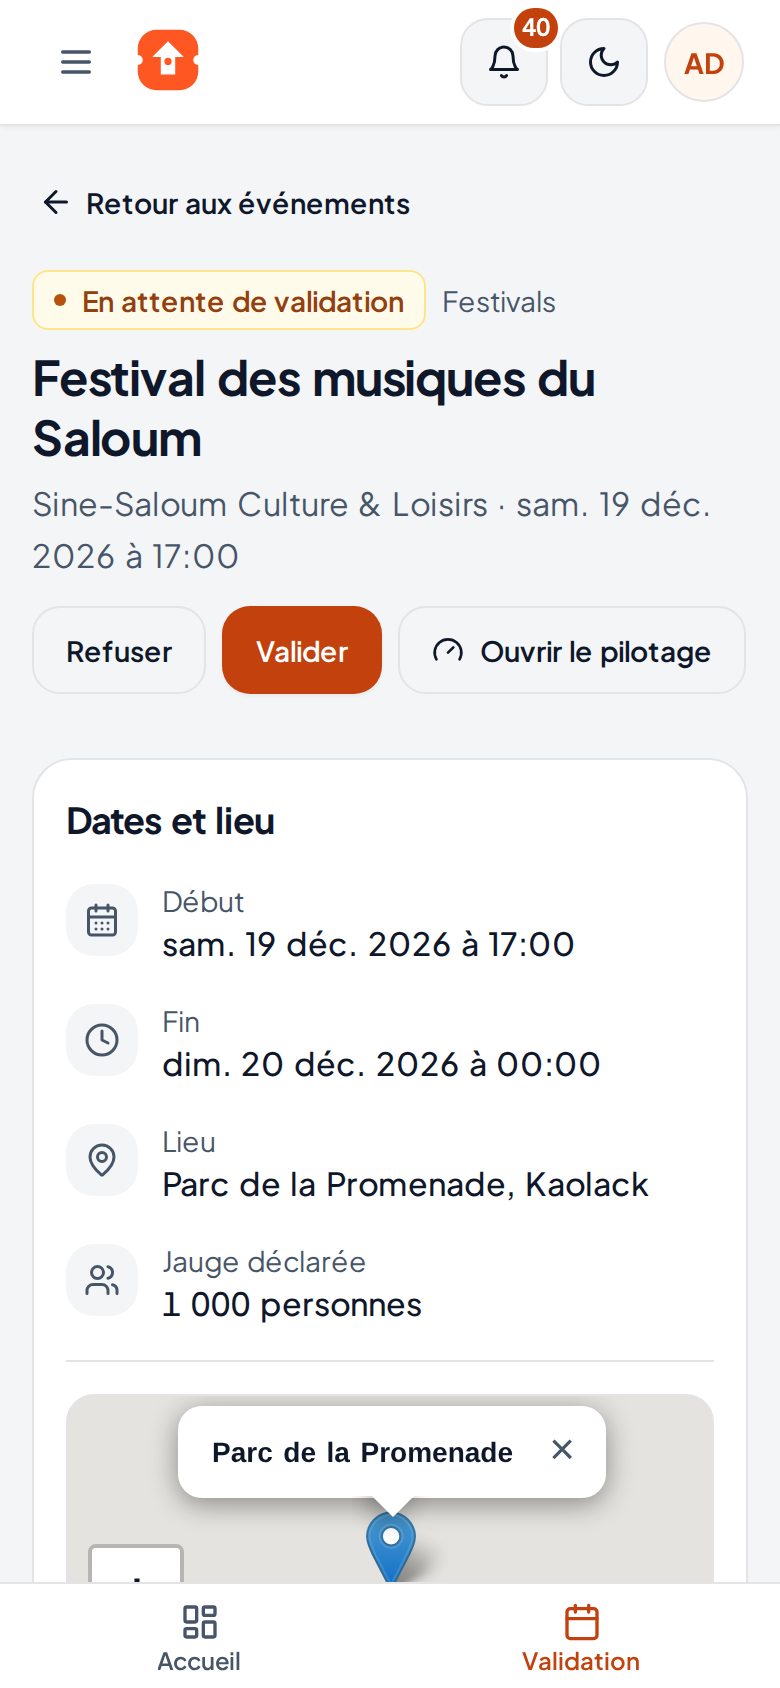 40
AD
Retour aux événements
En attente de validation Festivals
Festival des musiques du
Saloum
Sine-Saloum Culture & Loisirs · sam. 19 déc.
2026 à 17:00
Refuser Valider Ouvrir le pilotage
Dates et lieu
Début
sam. 19 déc. 2026 à 17:00
Fin
dim. 20 déc. 2026 à 00:00
Lieu
Parc de la Promenade, Kaolack
Jauge déclarée
1 000 personnes
Parc de la Promenade ×
Accueil Validation